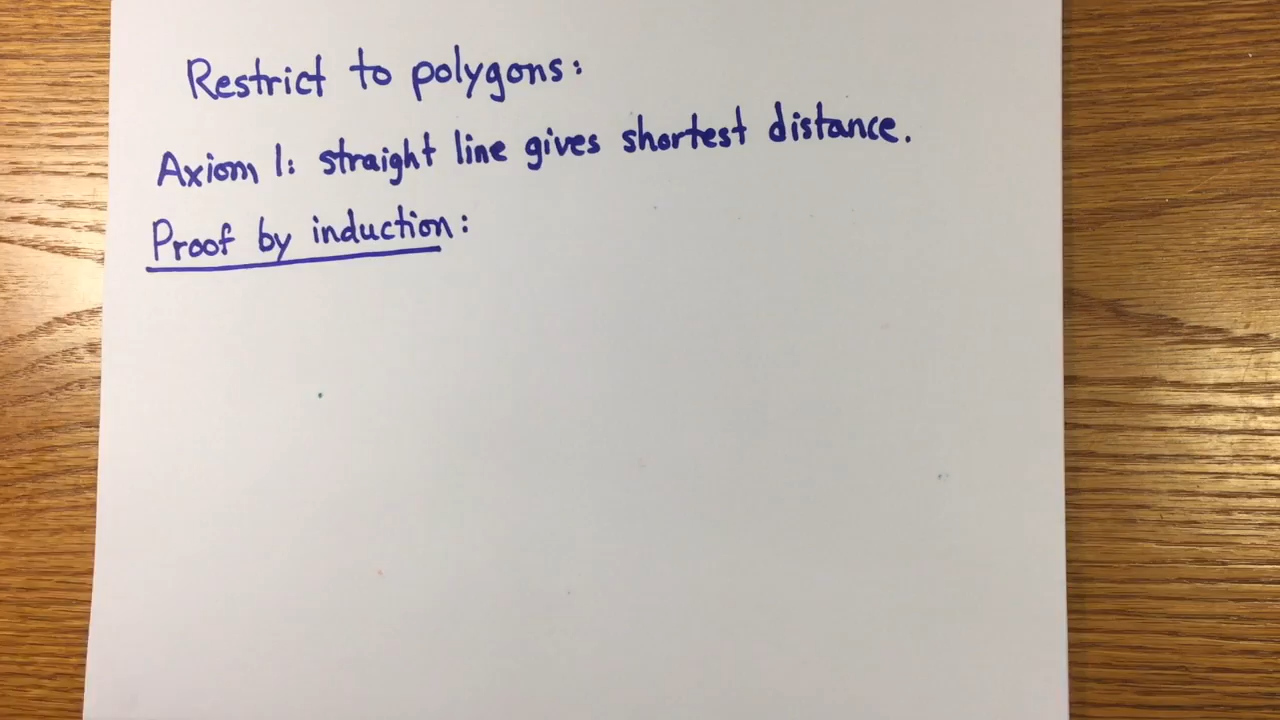 Restrict to polygons:
Axiom 1: straight line gives shortest distance.
Proof by induction: